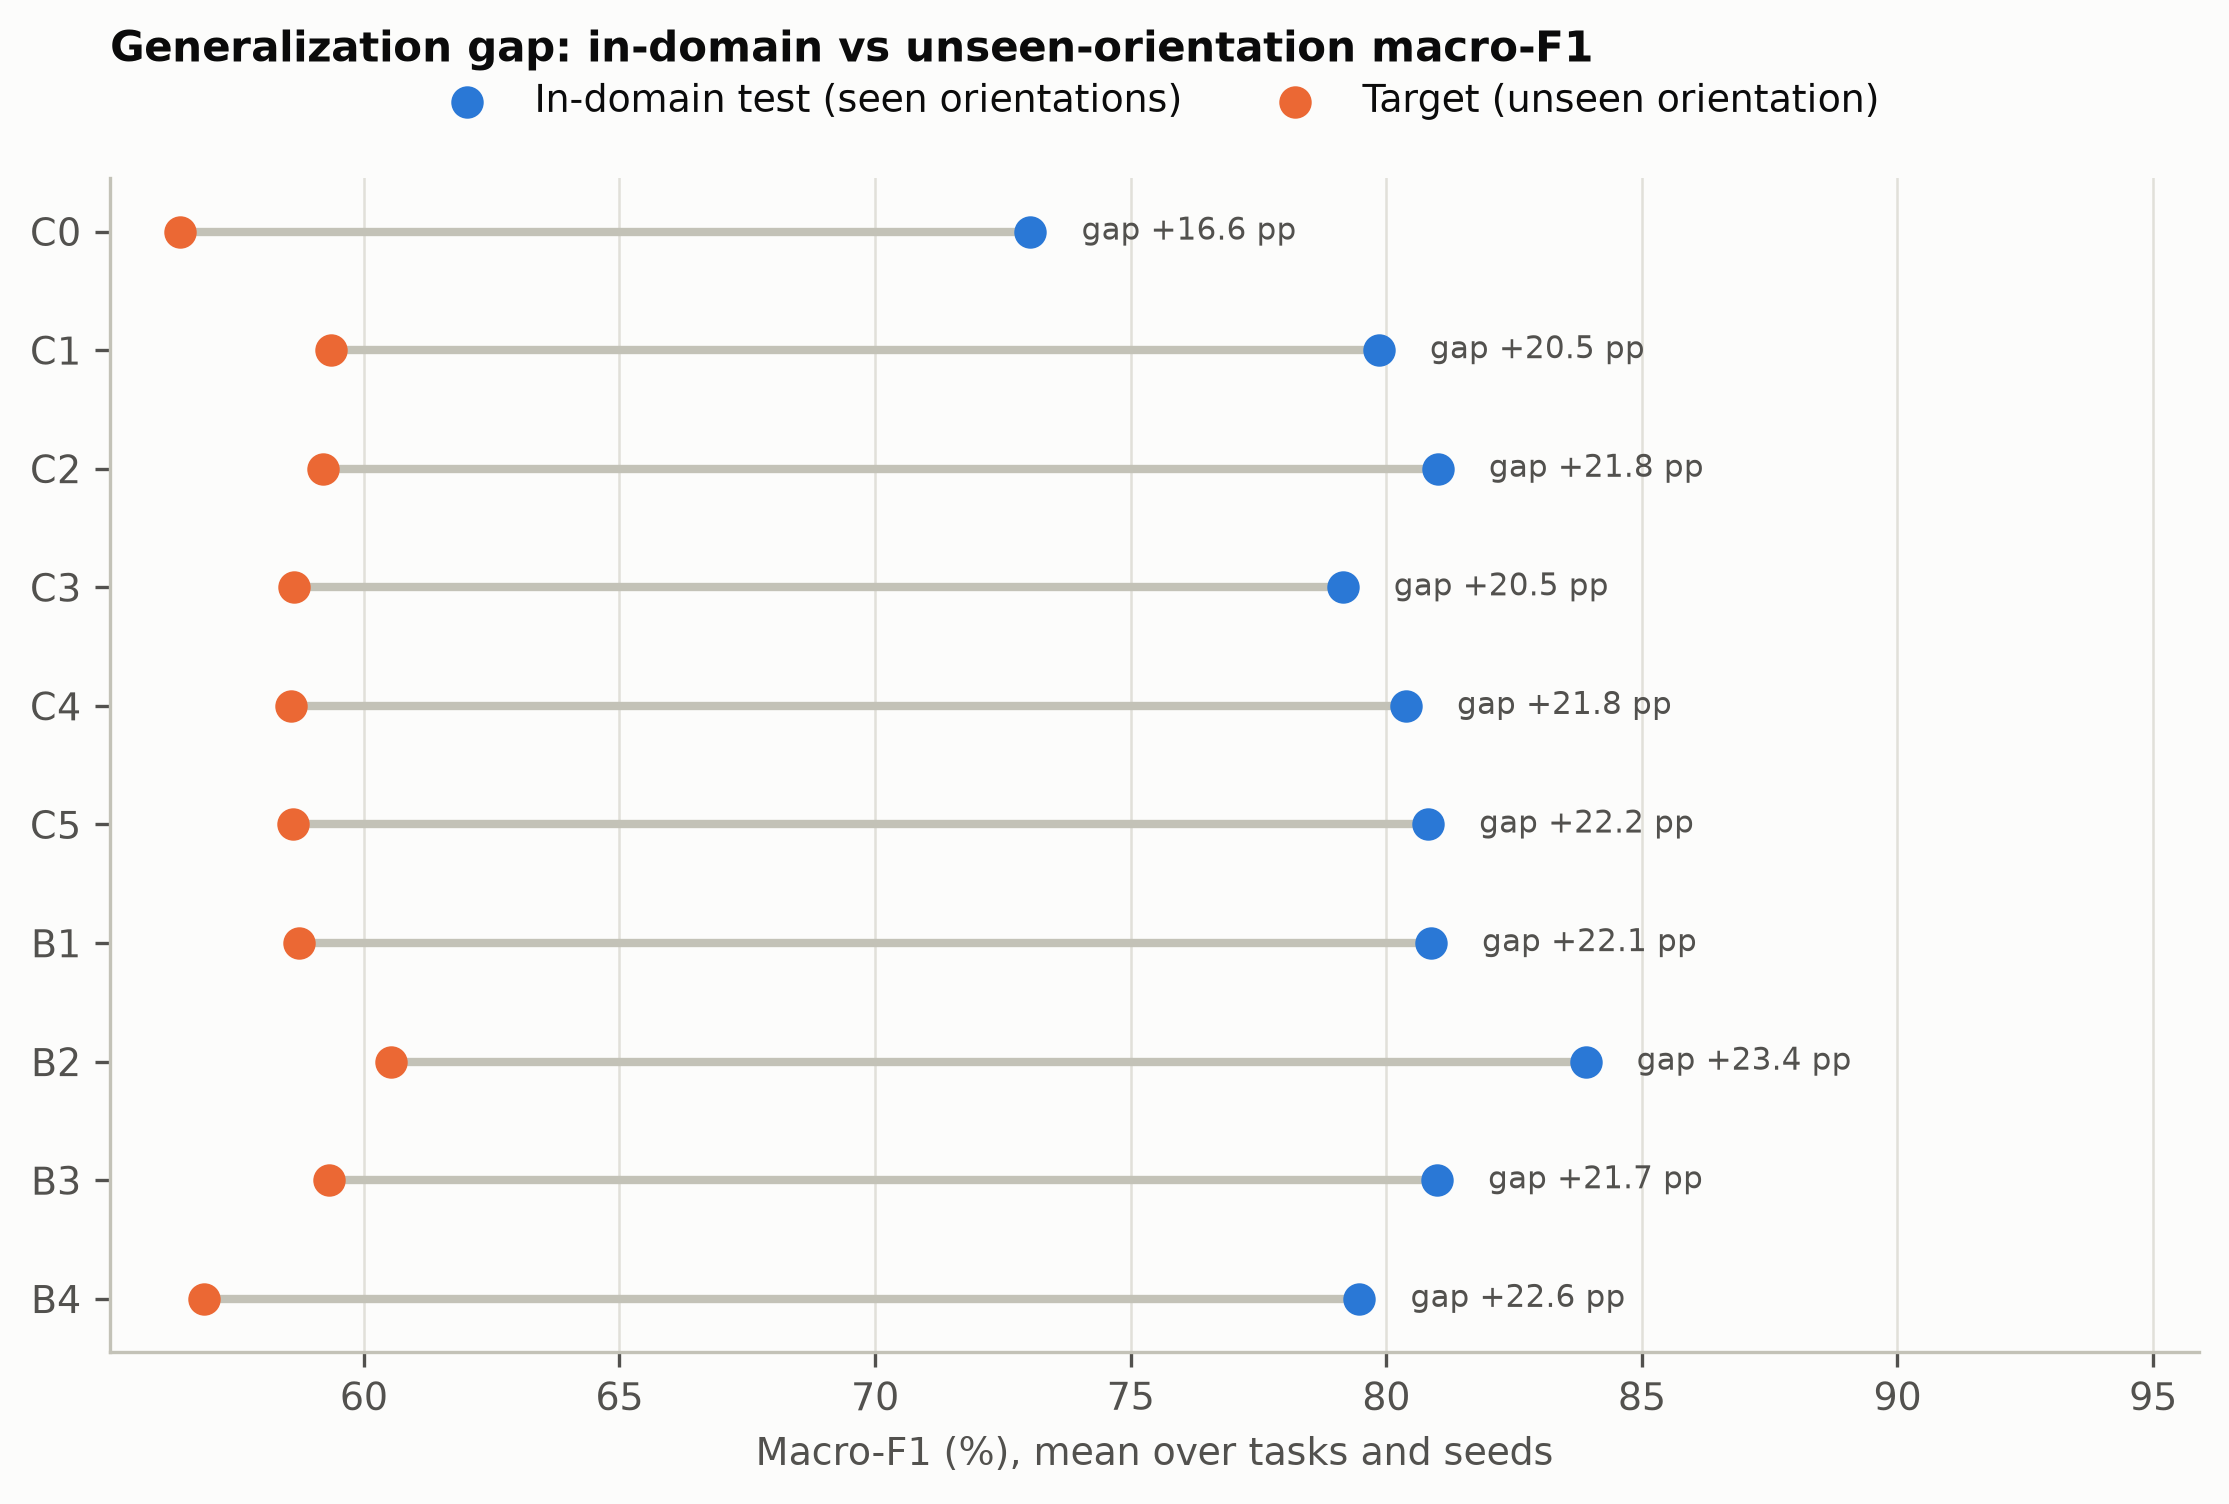 Generalization gap: in-domain vs unseen-orientation macro-F1
In-domain test (seen orientations) Target (unseen orientation)
C0 gap +16.6 pp
C1 gap +20.5 pp
C2 gap +21.8 pp
C3 gap +20.5 pp
C4 gap +21.8 pp
C5 gap +22.2 pp
B1 gap +22.1 pp
B2 gap +23.4 pp
B3 gap +21.7 pp
B4 gap +22.6 pp
60 65 70 75 80 85 90 95
Macro-F1 (%), mean over tasks and seeds